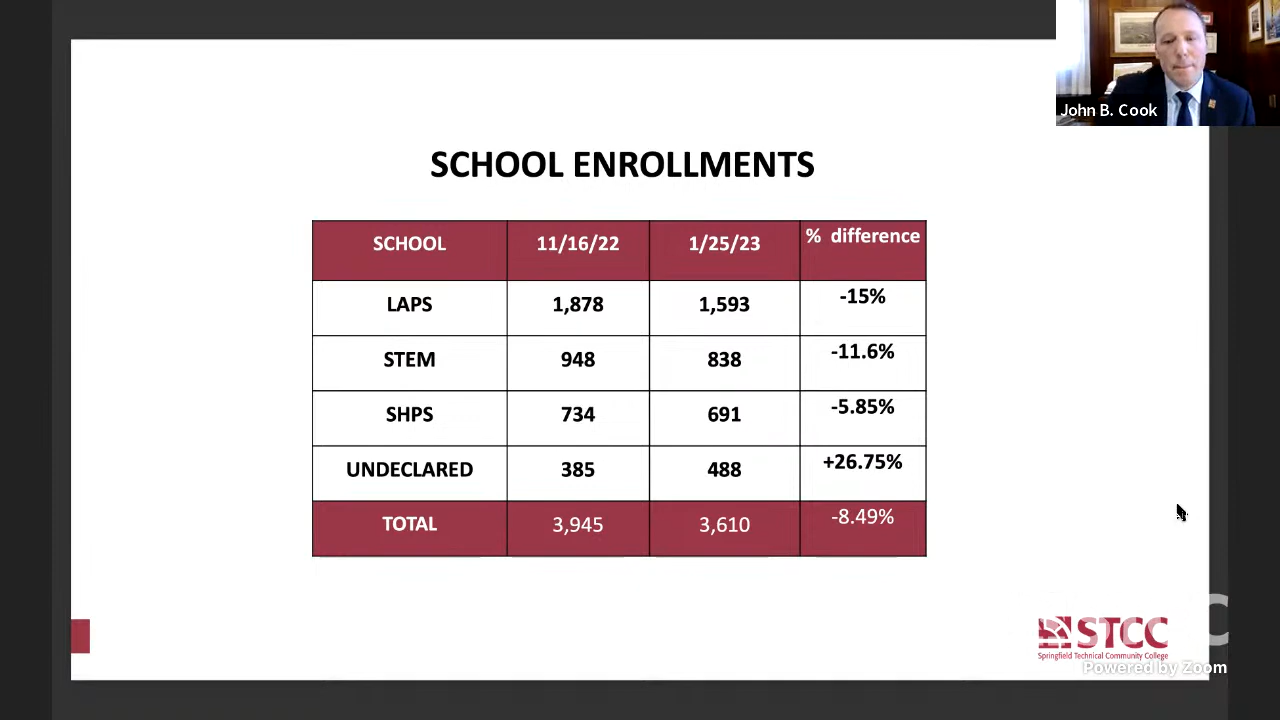 John B. Cook
SCHOOL ENROLLMENTS
SCHOOL 11/16/22 1/25/23 % difference
LAPS 1,878 1,593 -15%
STEM 948 838 -11.6%
SHPS 734 691 -5.85%
UNDECLARED 385 488 +26.75%
TOTAL 3,945 3,610 -8.49%
STCC
Springfield Technical Community College
Powered by Zoom